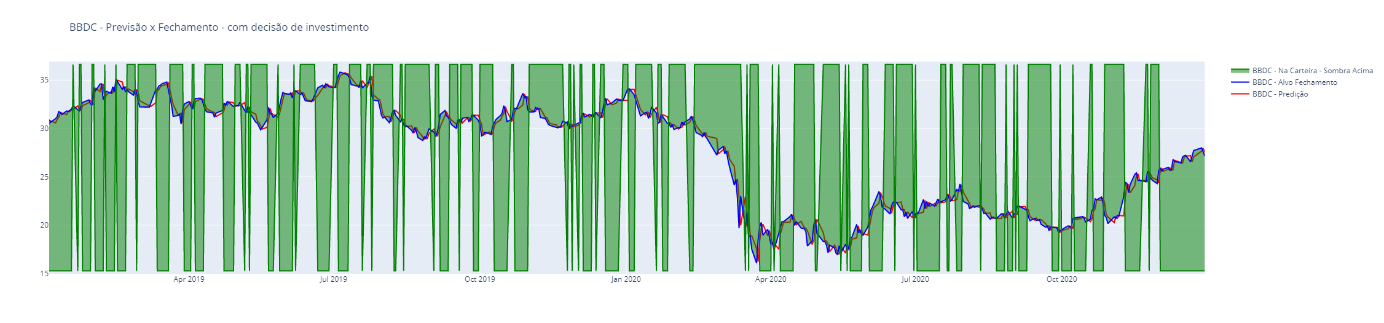 BBDC - Previsão x Fechamento - com decisão de investimento
35
30
25
20
15
Apr 2019
Jul 2019
Oct 2019
Jan 2020
Apr 2020
Jul 2020
Oct 2020
BBDC - Na Carteira - Sombra Acima
BBDC - Alvo Fechamento
BBDC - Predição